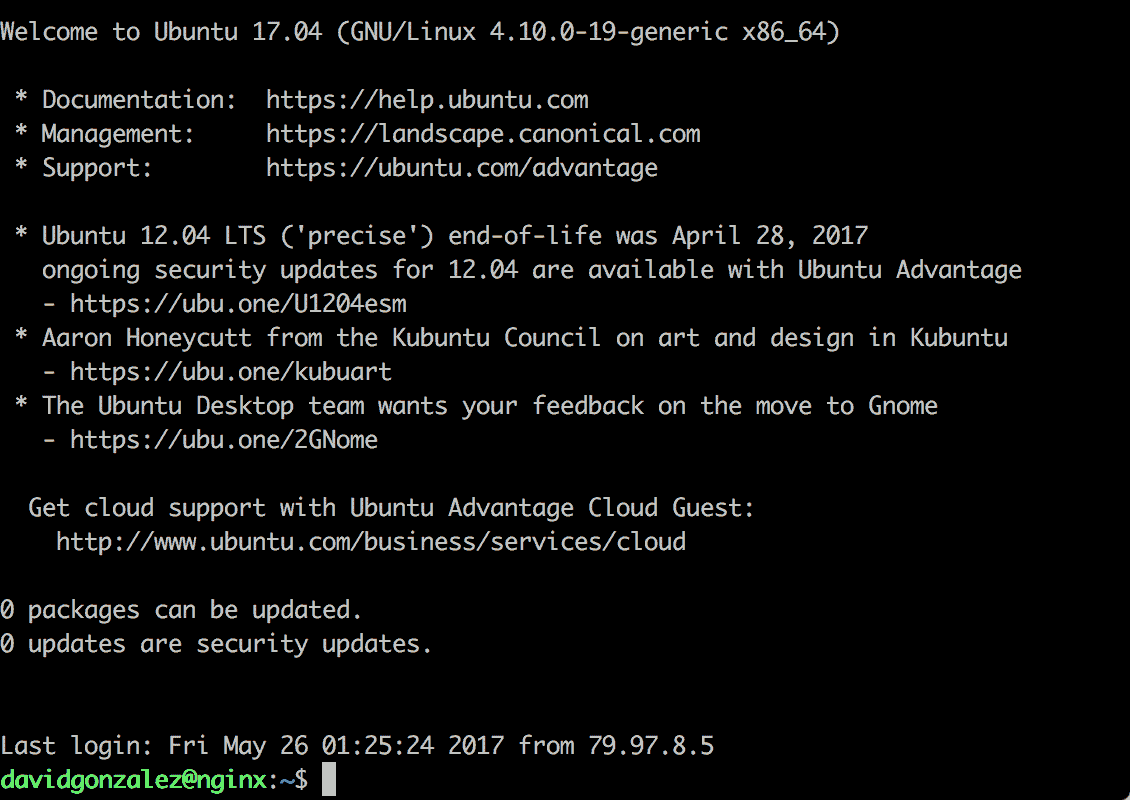 Welcome to Ubuntu 17.04 (GNU/Linux 4.10.0-19-generic x86_64)

 * Documentation:  https://help.ubuntu.com
 * Management:     https://landscape.canonical.com
 * Support:        https://ubuntu.com/advantage

 * Ubuntu 12.04 LTS ('precise') end-of-life was April 28, 2017
   ongoing security updates for 12.04 are available with Ubuntu Advantage
   - https://ubu.one/U1204esm
 * Aaron Honeycutt from the Kubuntu Council on art and design in Kubuntu
   - https://ubu.one/kubuart
 * The Ubuntu Desktop team wants your feedback on the move to Gnome
   - https://ubu.one/2GNome

  Get cloud support with Ubuntu Advantage Cloud Guest:
    http://www.ubuntu.com/business/services/cloud

0 packages can be updated.
0 updates are security updates.


Last login: Fri May 26 01:25:24 2017 from 79.97.8.5
davidgonzalez@nginx:~$